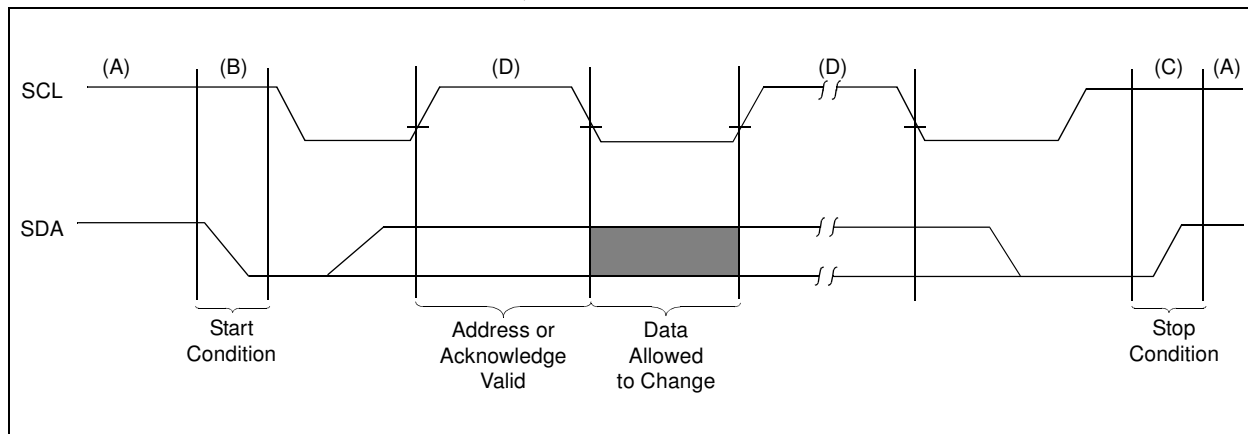 (A)
(B)
(D)
(D)
(C)
(A)
SCL
SDA
Start
Condition
Address or
Acknowledge
Valid
Data
Allowed
to Change
Stop
Condition